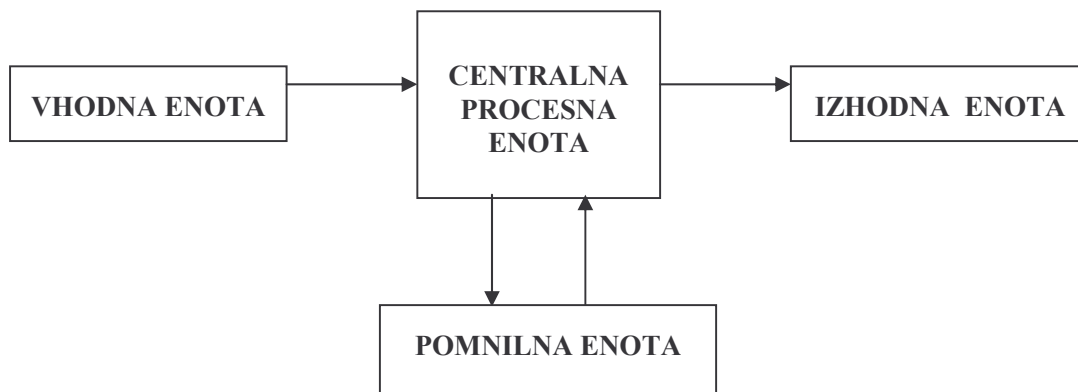 VHODNA ENOTA
CENTRALNA
PROCESNA
ENOTA
IZHODNA ENOTA
POMNILNA ENOTA